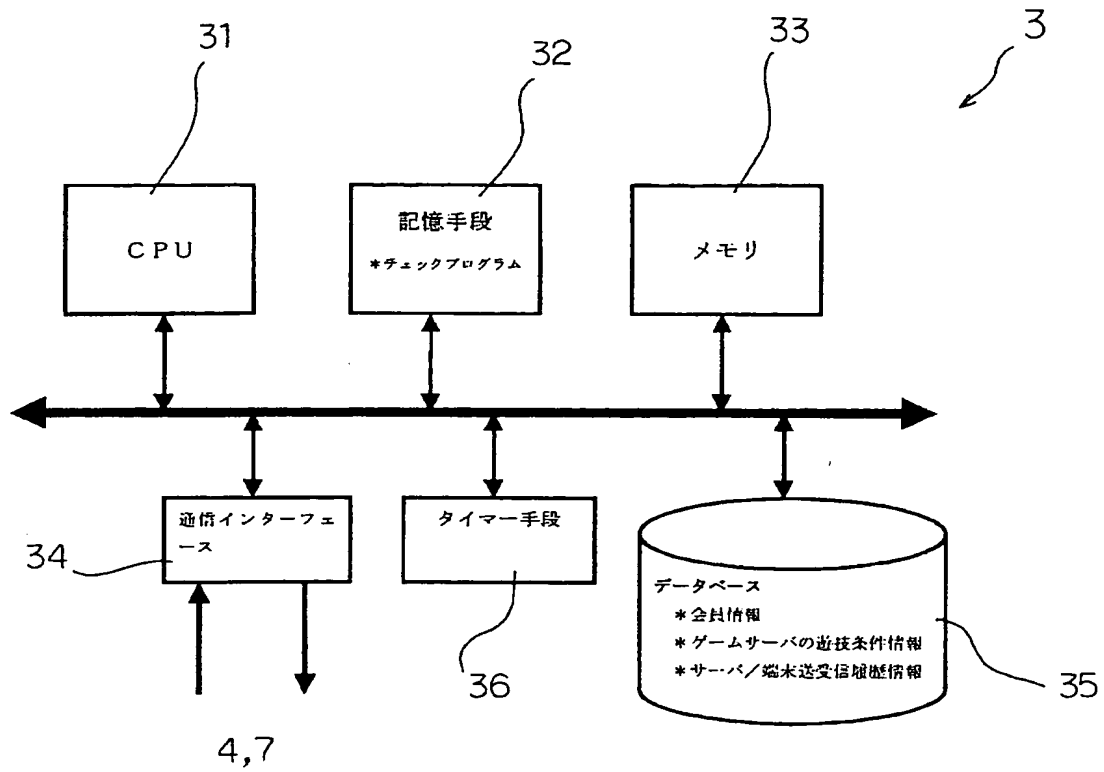 31
32
33
3
CPU
記憶手段
*チェックプログラム
メモリ
通信インターフェ
ース
タイマー手段
34
36
データベース
*会員情報
*ゲームサーバの遊技条件情報
*サーバ/端末送受信履歴情報
35
4,7